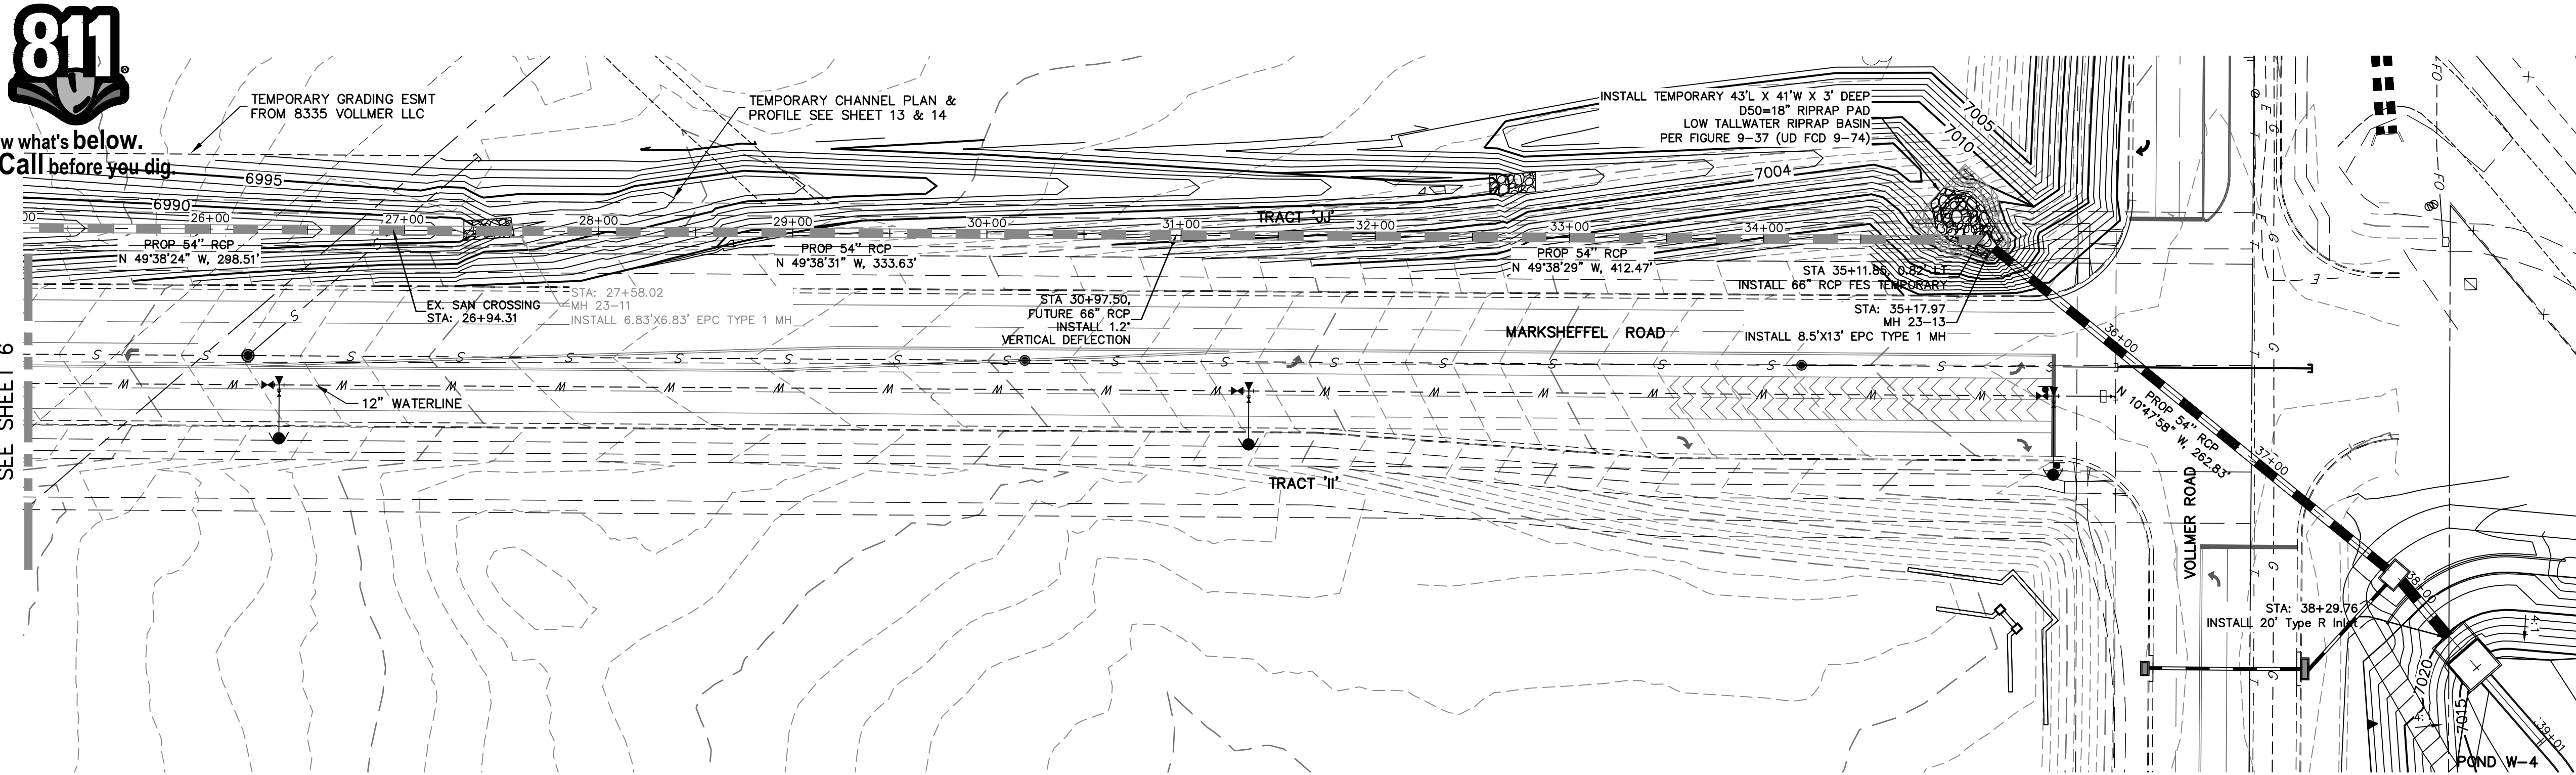 811
®
w what's below.
Call before you dig.
TEMPORARY GRADING ESMT
FROM 8335 VOLLMER LLC
TEMPORARY CHANNEL PLAN &
PROFILE SEE SHEET 13 & 14
INSTALL TEMPORARY 43'L X 41'W X 3' DEEP
D50=18" RIPRAP PAD
LOW TALLWATER RIPRAP BASIN
PER FIGURE 9-37 (UD FCD 9-74)
7005
7010
7004
6995
6990
00
26+00
27+00
28+00
29+00
30+00
31+00
32+00
33+00
34+00
TRACT 'JJ'
PROP 54" RCP
N 49°38'24" W, 298.51'
PROP 54" RCP
N 49°38'31" W, 333.63'
PROP 54" RCP
N 49°38'29" W, 412.47'
EX. SAN CROSSING
STA: 26+94.31
STA: 27+58.02
MH 23-11
INSTALL 6.83'X6.83' EPC TYPE 1 MH
STA 30+97.50,
FUTURE 66" RCP
INSTALL 1.2°
VERTICAL DEFLECTION
STA 35+11.85, 0.82' LT
INSTALL 66" RCP FES TEMPORARY
STA: 35+17.97
MH 23-13
INSTALL 8.5'X13' EPC TYPE 1 MH
MARKSHEFFEL ROAD
36+00
12" WATERLINE
PROP 54" RCP
N 10°47'58" W, 262.83'
37+00
SEE SHEET 6
TRACT 'II'
VOLLMER ROAD
38+00
STA: 38+29.76
INSTALL 20' Type R Inlet
4:1
7020
7015
39+01
POND W-4